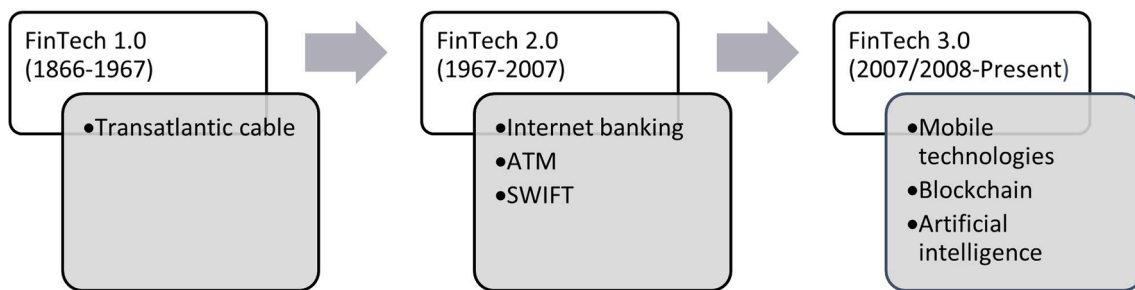 FinTech 1.0
(1866-1967)
•Transatlantic cable
FinTech 2.0
(1967-2007)
•Internet banking
•ATM
•SWIFT
FinTech 3.0
(2007/2008-Present)
•Mobile
technologies
•Blockchain
•Artificial
intelligence